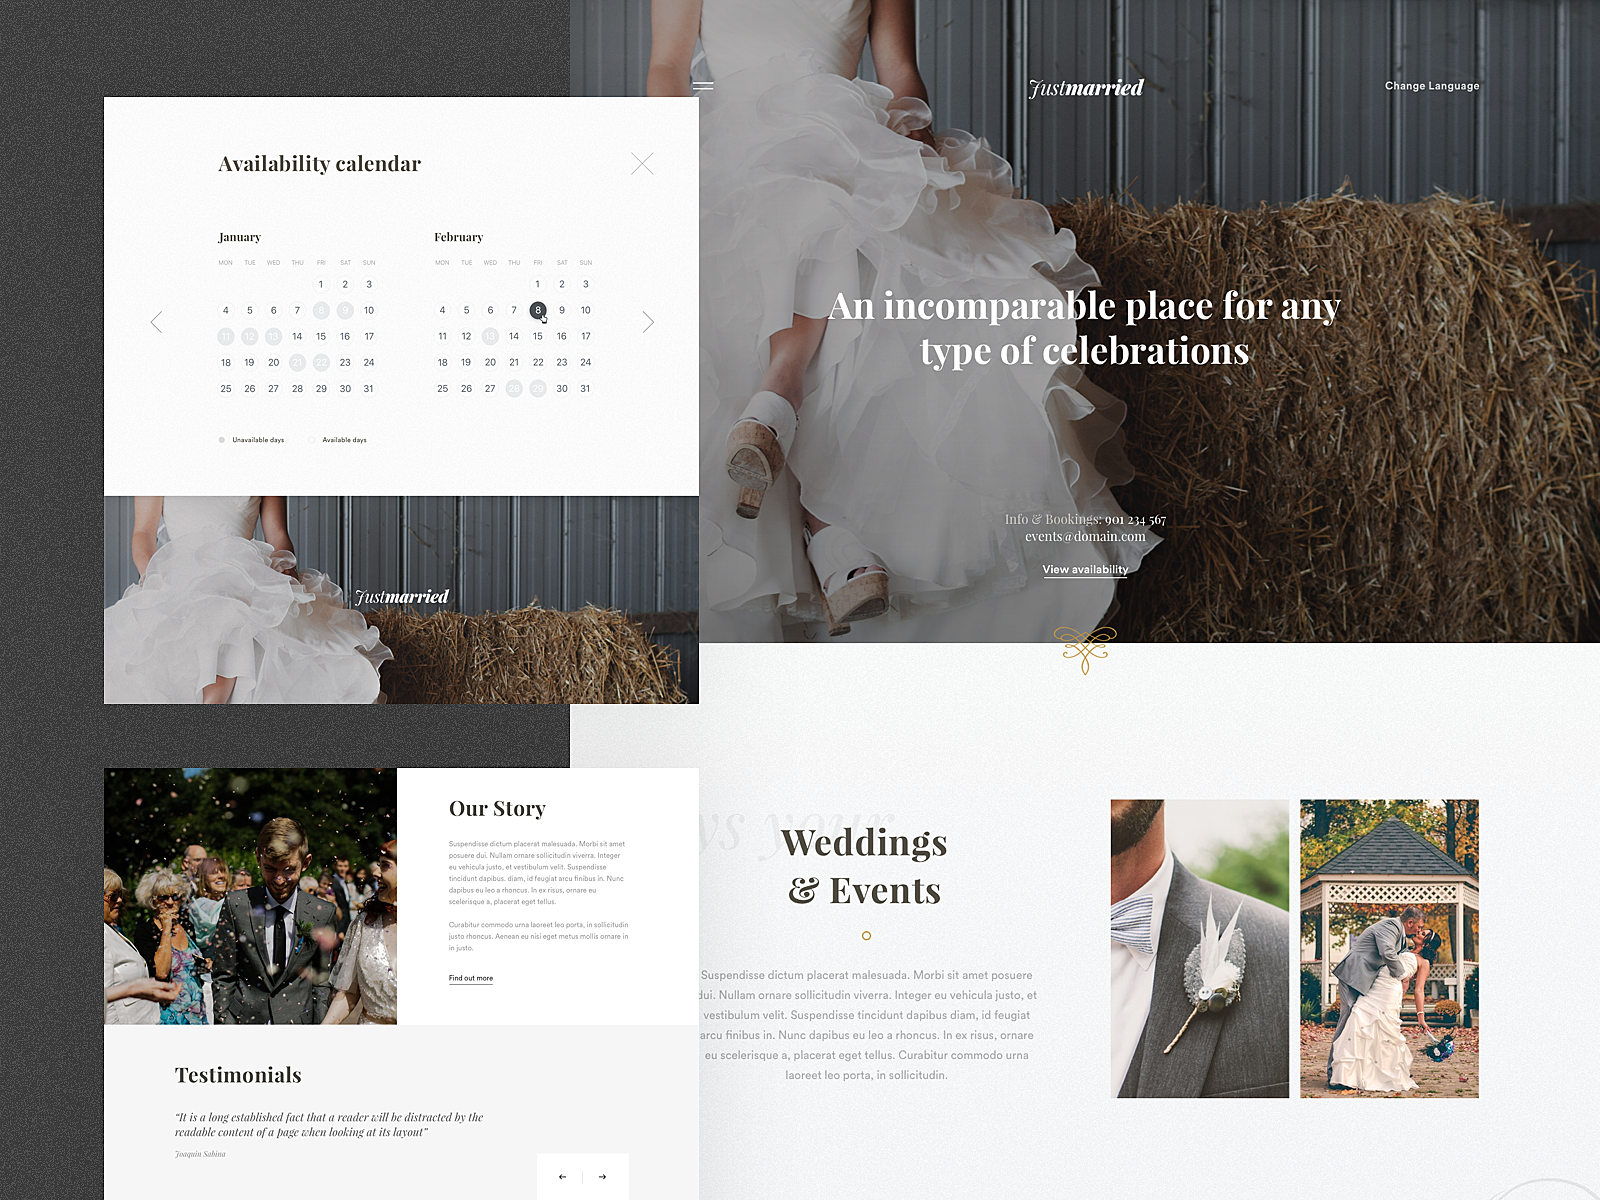 Justmarried
Change Language
Availability calendar
January
MON TUE WED THU FRI SAT SUN
1 2 3
4 5 6 7 8 9 10
11 12 13 14 15 16 17
18 19 20 21 22 23 24
25 26 27 28 29 30 31
February
MON TUE WED THU FRI SAT SUN
1 2 3
4 5 6 7 8 9 10
11 12 13 14 15 16 17
18 19 20 21 22 23 24
25 26 27 28 29 30 31
Unavailable days
Available days
An incomparable place for any
type of celebrations
Info & Bookings: 901 234 567
events@domain.com
View availability
Justmarried
Our Story
Suspendisse dictum placerat malesuada. Morbi sit amet
posuere dui. Nullam ornare sollicitudin viverra. Integer
eu vehicula justo, et vestibulum velit. Suspendisse
tincidunt dapibus. diam, id feugiat arcu finibus in. Nunc
dapibus eu leo a rhoncus. In ex risus, ornare eu
scelerisque a, placerat eget tellus.
Curabitur commodo urna laoreet leo porta, in sollicitudin
justo rhoncus. Aenean eu nisi eget metus mollis ornare in
in justo.
Find out more
Testimonials
“It is a long established fact that a reader will be distracted by the
readable content of a page when looking at its layout”
Joaquin Sabina
ws your
Weddings
& Events
Suspendisse dictum placerat malesuada. Morbi sit amet posuere
dui. Nullam ornare sollicitudin viverra. Integer eu vehicula justo, et
vestibulum velit. Suspendisse tincidunt dapibus diam, id feugiat
arcu finibus in. Nunc dapibus eu leo a rhoncus. In ex risus, ornare
eu scelerisque a, placerat eget tellus. Curabitur commodo urna
laoreet leo porta, in sollicitudin.